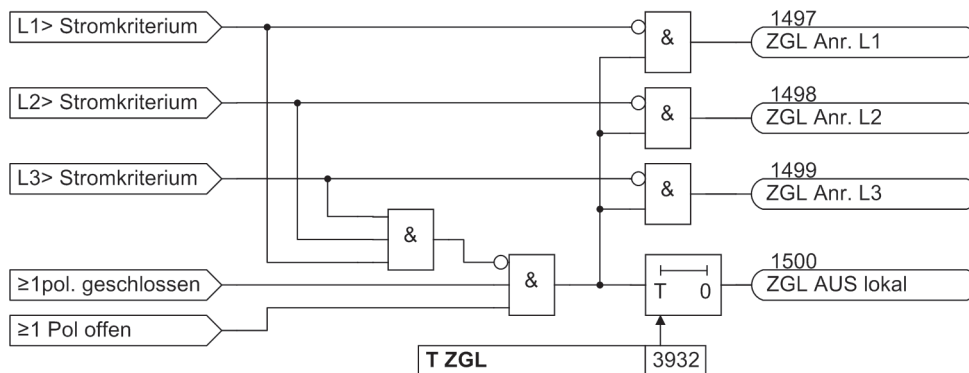 L1> Stromkriterium
&
1497
ZGL Anr. L1
L2> Stromkriterium
&
1498
ZGL Anr. L2
L3> Stromkriterium
&
1499
ZGL Anr. L3
&
≥1pol. geschlossen
&
T 0
1500
ZGL AUS lokal
≥1 Pol offen
T ZGL 3932